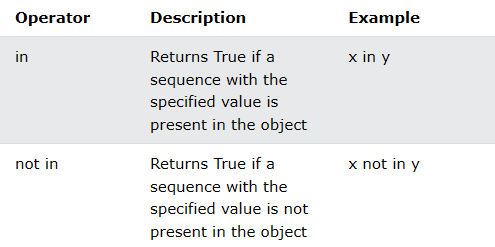 Operator Description Example
in Returns True if a x in y
sequence with the
specified value is
present in the object
not in Returns True if a x not in y
sequence with the
specified value is not
present in the object